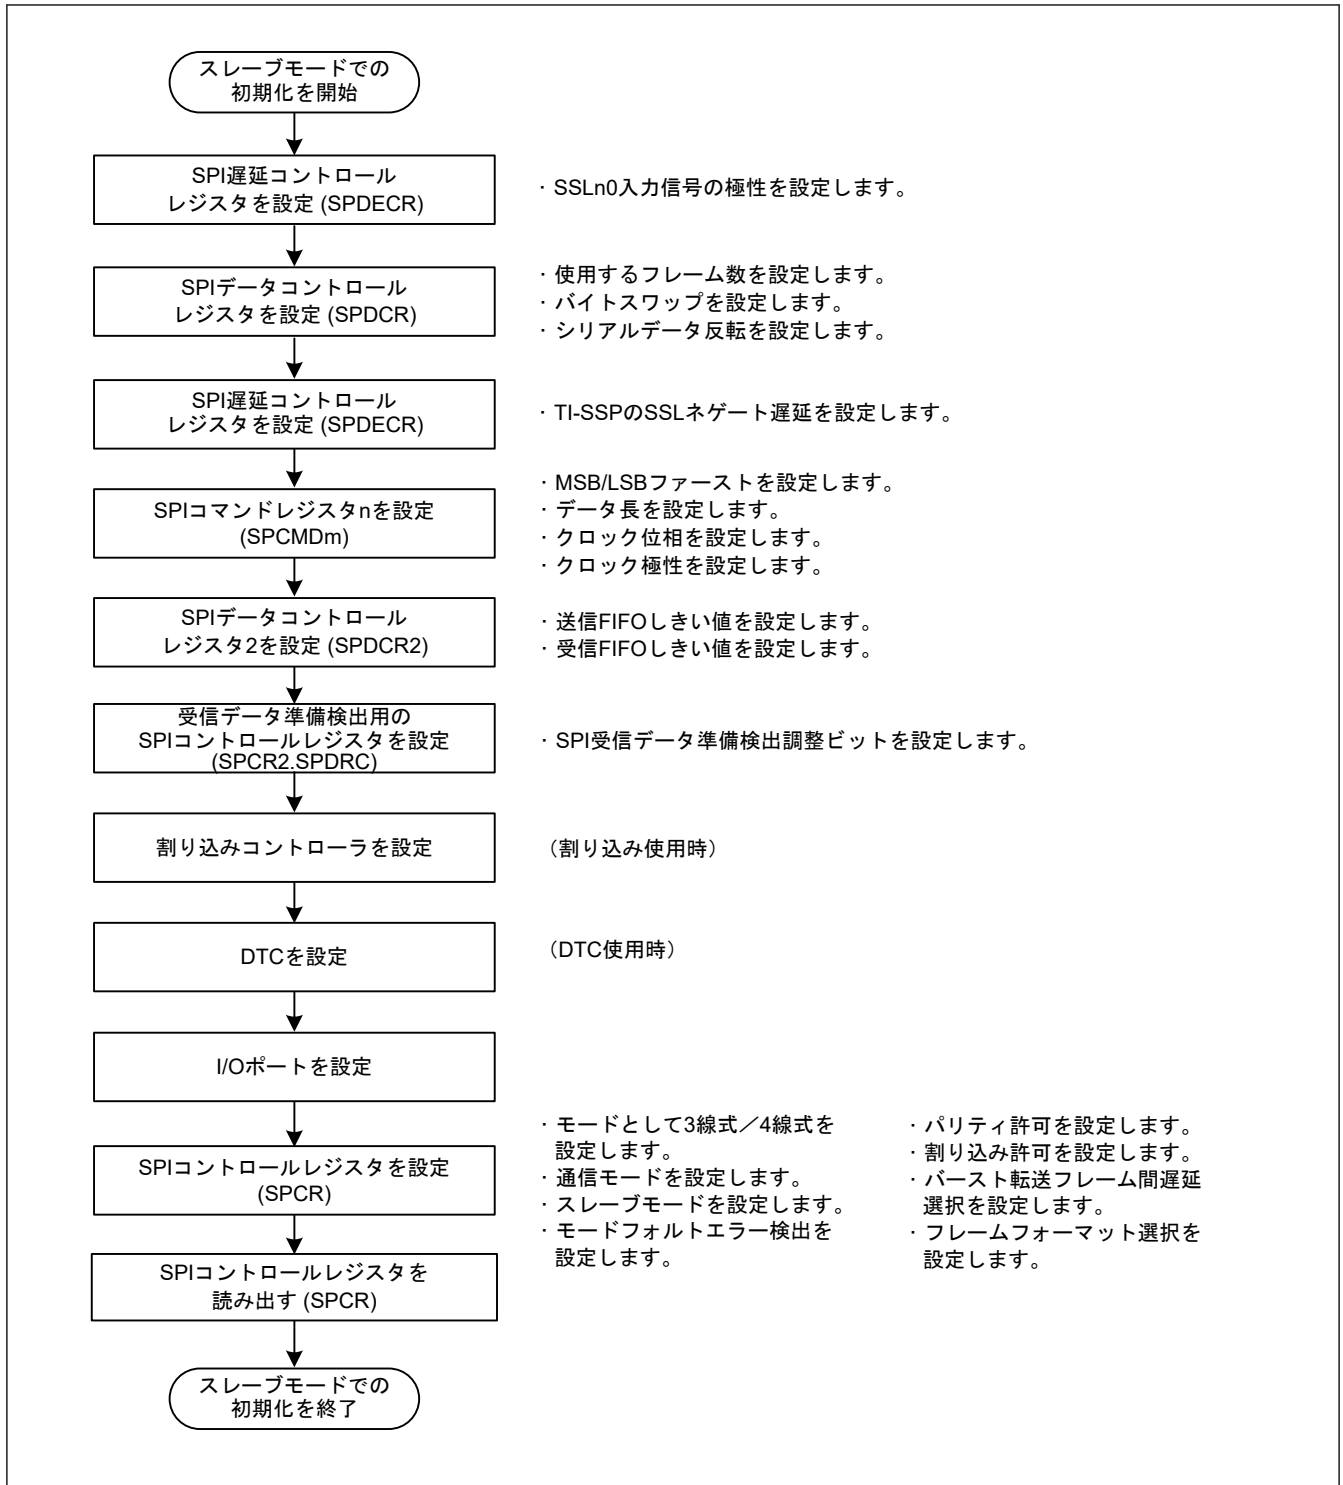 スレーブモードでの
初期化を開始
SPI遅延コントロール
レジスタを設定 (SPDECR)
・SSLn0入力信号の極性を設定します。
SPIデータコントロール
レジスタを設定 (SPDCR)
・使用するフレーム数を設定します。
・バイトスワップを設定します。
・シリアルデータ反転を設定します。
SPI遅延コントロール
レジスタを設定 (SPDECR)
・TI-SSPのSSLネゲート遅延を設定します。
SPIコマンドレジスタnを設定
(SPCMDm)
・MSB/LSBファーストを設定します。
・データ長を設定します。
・クロック位相を設定します。
・クロック極性を設定します。
SPIデータコントロール
レジスタ2を設定 (SPDCR2)
・送信FIFOしきい値を設定します。
・受信FIFOしきい値を設定します。
受信データ準備検出用の
SPIコントロールレジスタを設定
(SPCR2.SPDRC)
・SPI受信データ準備検出調整ビットを設定します。
割り込みコントローラを設定
（割り込み使用時）
DTCを設定
（DTC使用時）
I/Oポートを設定
SPIコントロールレジスタを設定
(SPCR)
・モードとして3線式／4線式を
設定します。
・通信モードを設定します。
・スレーブモードを設定します。
・モードフォルトエラー検出を
設定します。
・パリティ許可を設定します。
・割り込み許可を設定します。
・バースト転送フレーム間遅延
選択を設定します。
・フレームフォーマット選択を
設定します。
SPIコントロールレジスタを
読み出す (SPCR)
スレーブモードでの
初期化を終了